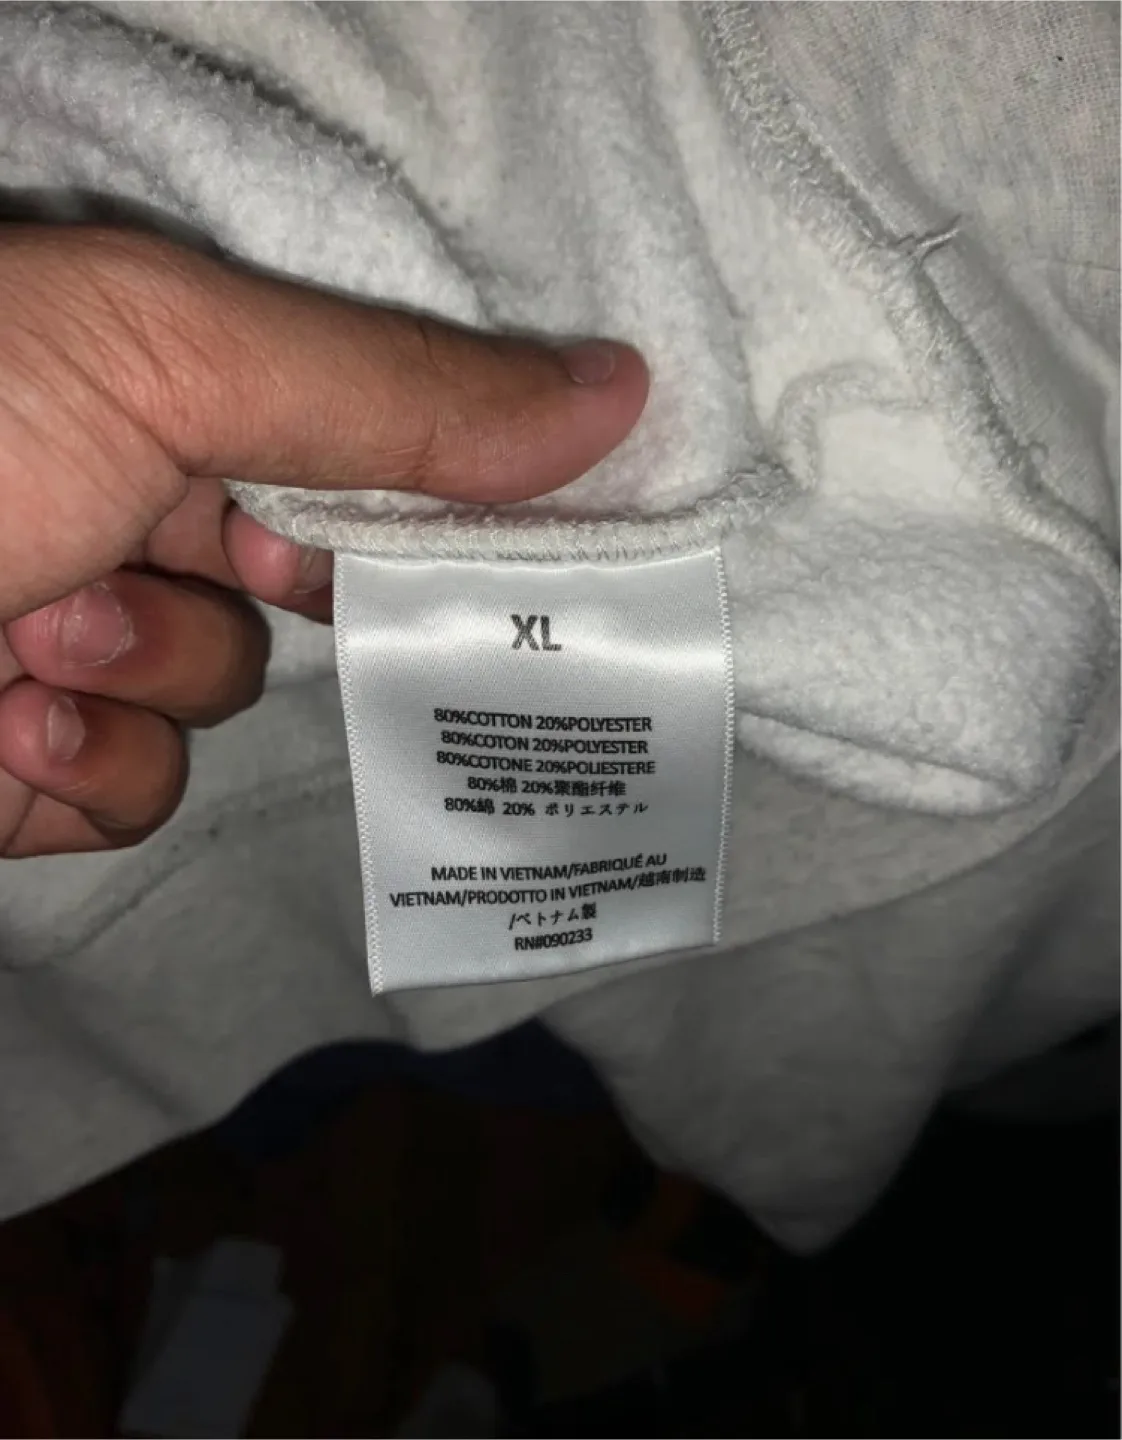 XL
80%COTTON 20%POLYESTER
80%COTON 20%POLYESTER
80%COTONE 20%POLIESTERE
80%棉 20%聚酯纤维
80%綿 20% ポリエステル
MADE IN VIETNAM/FABRIQUÉ AU
VIETNAM/PRODOTTO IN VIETNAM/越南制造
/ベトナム製
RN#090233